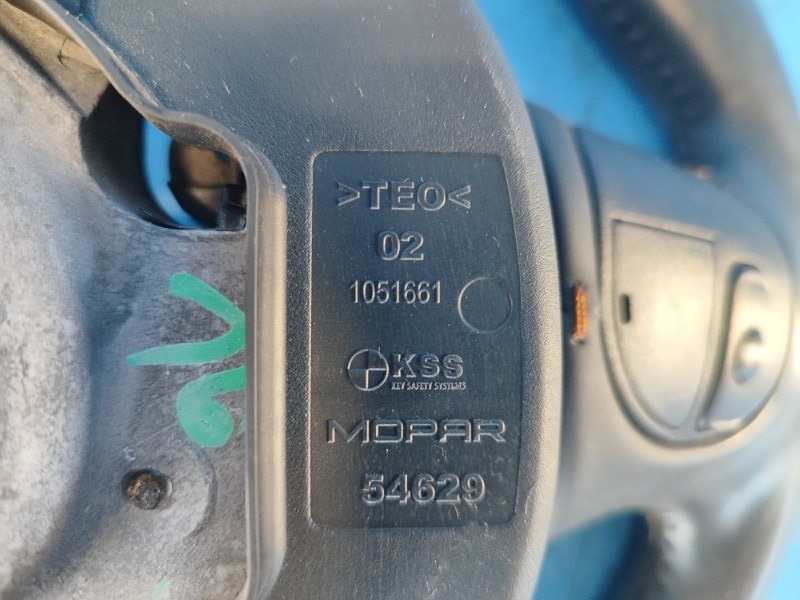 >TEO<
02
1051661
KSS
KEY SAFETY SYSTEMS
MOPAR
54629